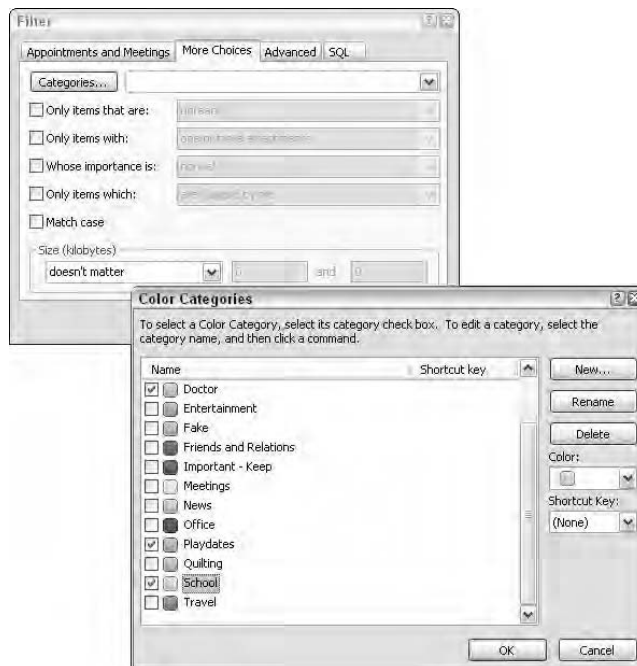 Filter
Appointments and Meetings More Choices Advanced SQL
Categories...
Only items that are:
Only items with:
Whose importance is: normal
Only items which:
Match case
Size (kilobytes)
doesn't matter 0 and 0
Color Categories
To select a Color Category, select its category check box. To edit a category, select the
category name, and then click a command.
Name Shortcut key
Doctor
Entertainment
Fake
Friends and Relations
Important - Keep
Meetings
News
Office
Playdates
Quilting
School
Travel
New...
Rename
Delete
Color:
Shortcut Key:
(None)
OK Cancel